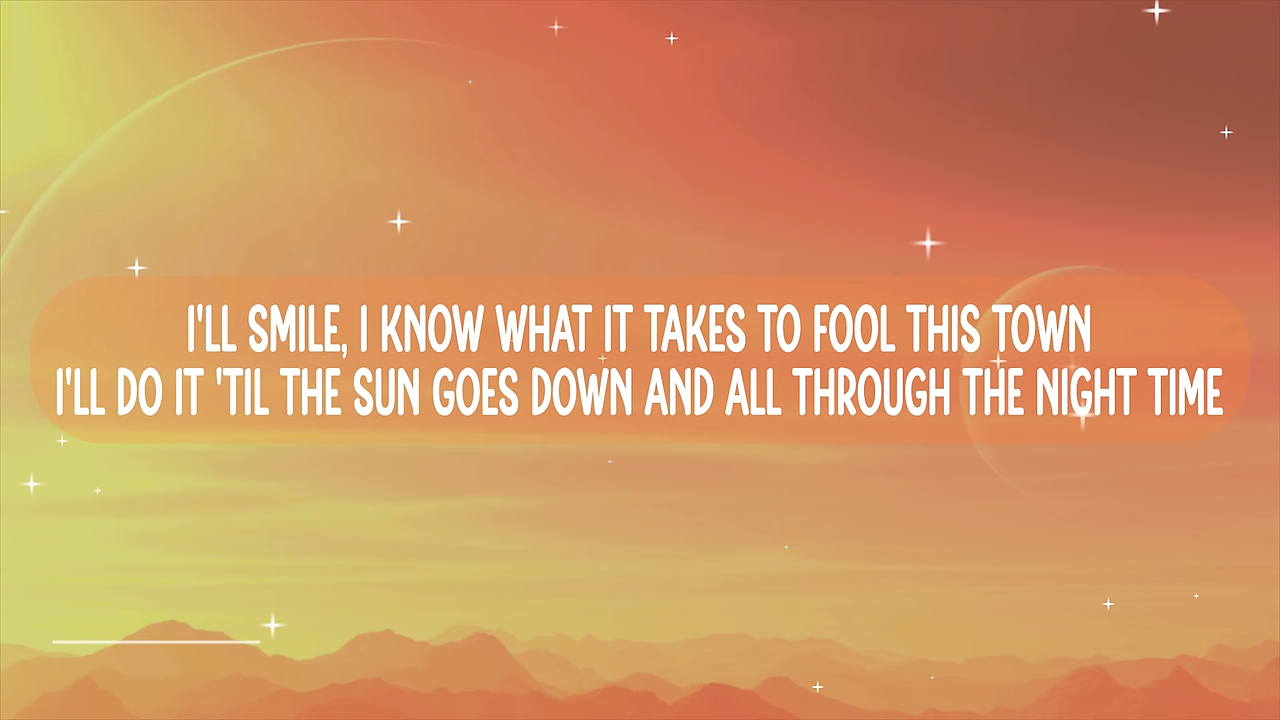 I'LL SMILE, I KNOW WHAT IT TAKES TO FOOL THIS TOWN
I'LL DO IT 'TIL THE SUN GOES DOWN AND ALL THROUGH THE NIGHT TIME